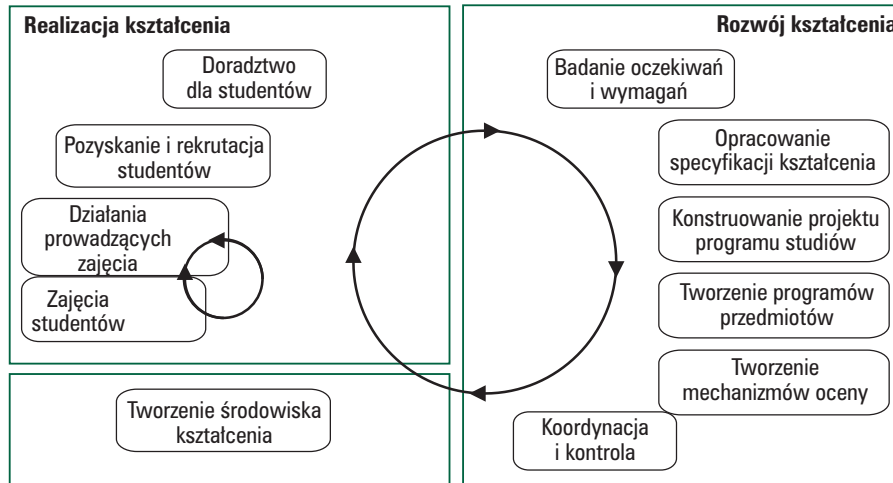 Realizacja kształcenia
Doradztwo
dla studentów
Pozyskanie i rekrutacja
studentów
Działania
prowadzących
zajęcia
Zajęcia
studentów
Tworzenie środowiska
kształcenia
Rozwój kształcenia
Badanie oczekiwań
i wymagań
Opracowanie
specyfikacji kształcenia
Konstruowanie projektu
programu studiów
Tworzenie programów
przedmiotów
Tworzenie
mechanizmów oceny
Koordynacja
i kontrola